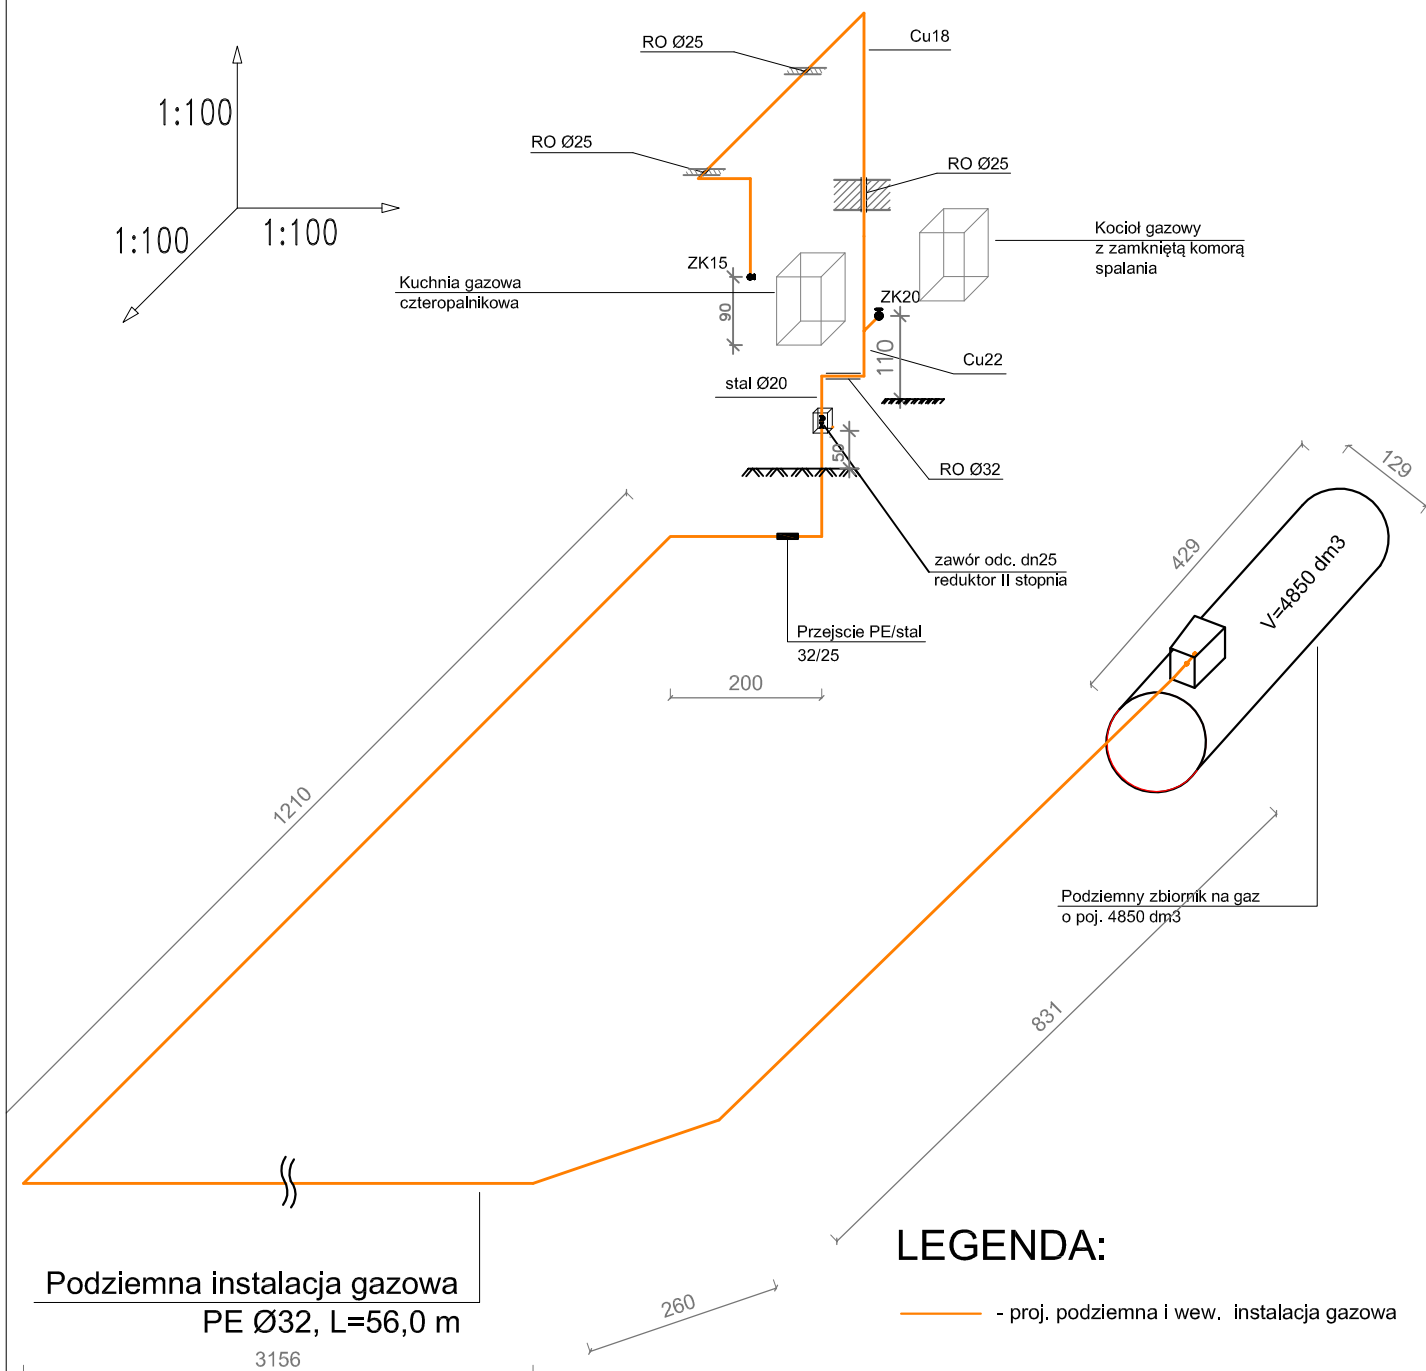 RO Ø25
Cu18
1:100
RO Ø25
RO Ø25
1:100
1:100
Kocioł gazowy
z zamkniętą komorą
spalania
ZK15
Kuchnia gazowa
czteropalnikowa
90
ZK20
110
Cu22
stal Ø20
50
RO Ø32
129
429
V=4850 dm3
zawór odc. dn25
reduktor II stopnia
Przejscie PE/stal
32/25
200
1210
Podziemny zbiornik na gaz
o poj. 4850 dm3
831
LEGENDA:
- proj. podziemna i wew. instalacja gazowa
Podziemna instalacja gazowa
PE Ø32, L=56,0 m
260
3156